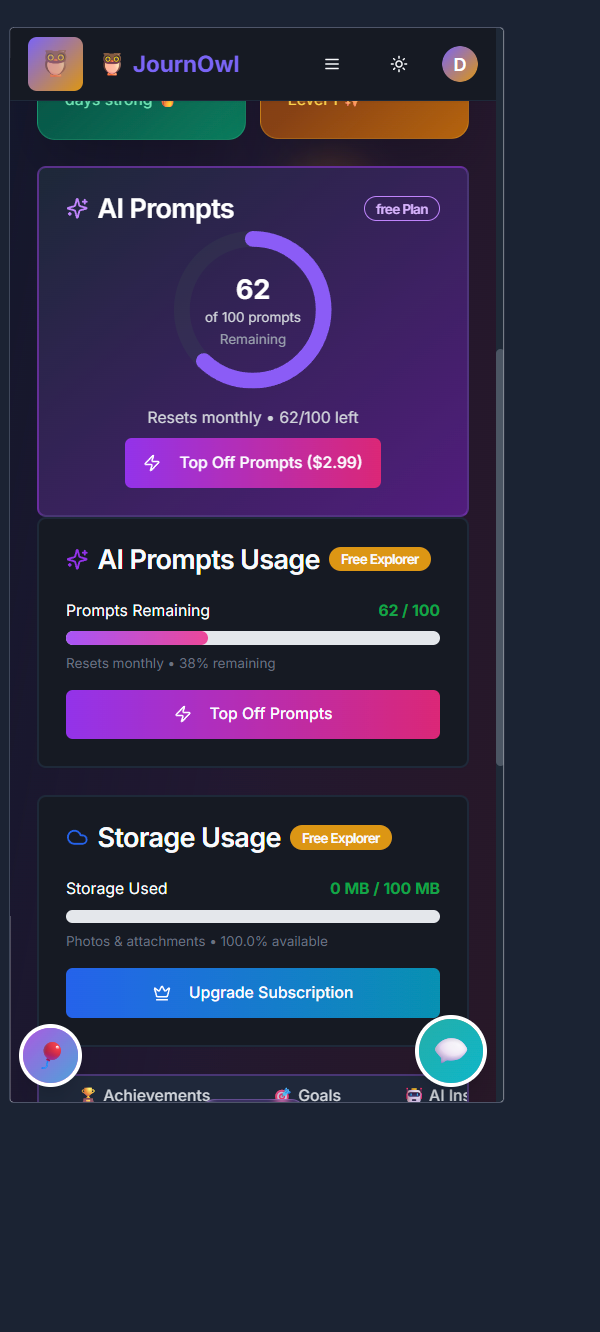 JournOwl
D
days strong
Level 1
AI Prompts
free Plan
62
of 100 prompts
Remaining
Resets monthly • 62/100 left
Top Off Prompts ($2.99)
AI Prompts Usage
Free Explorer
Prompts Remaining
62 / 100
Resets monthly • 38% remaining
Top Off Prompts
Storage Usage
Free Explorer
Storage Used
0 MB / 100 MB
Photos & attachments • 100.0% available
Upgrade Subscription
Achievements
Goals
AI Ins